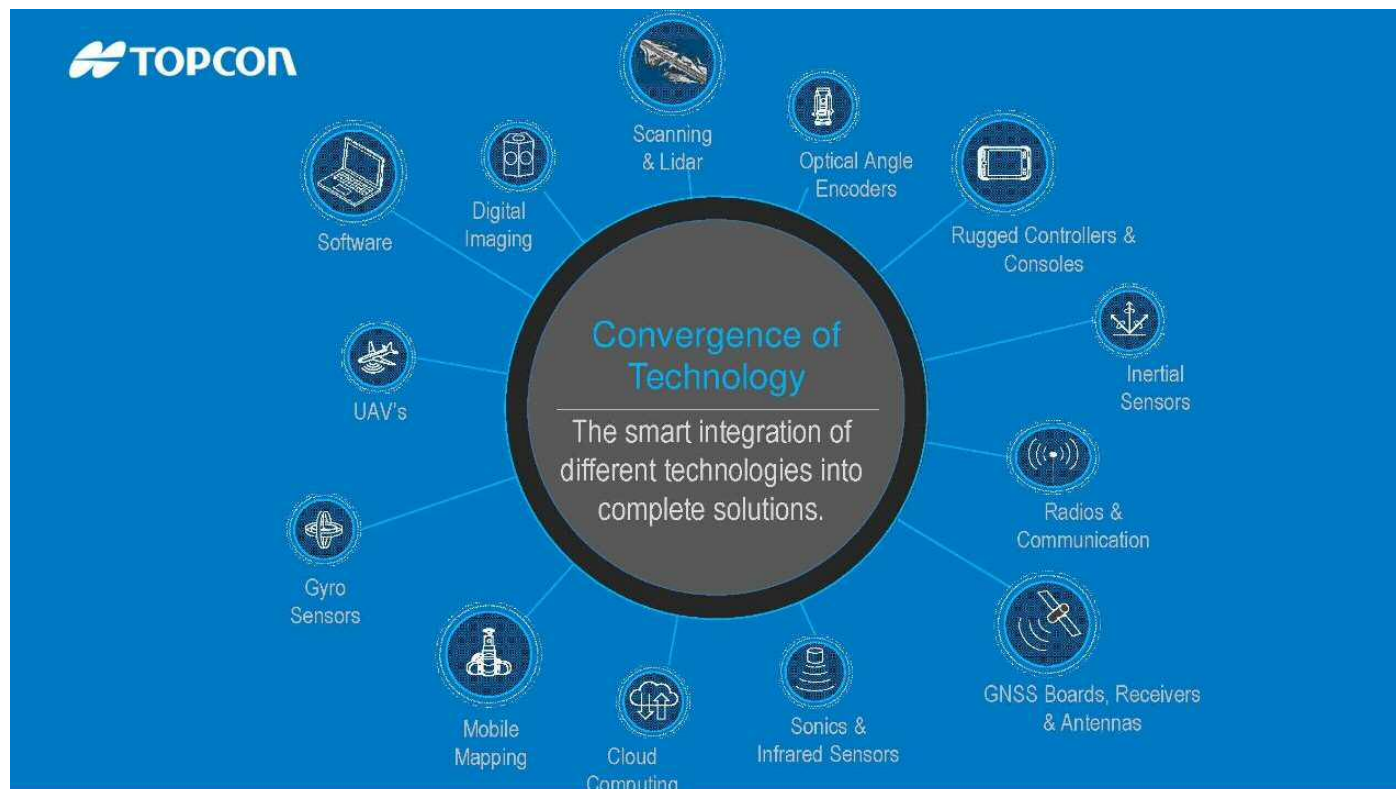 TOPCON
Scanning
& Lidar
Optical Angle
Encoders
Digital
Imaging
Software
Rugged Controllers &
Consoles
Convergence of
Technology
The smart integration of
different technologies into
complete solutions.
Inertial
Sensors
UAV's
Radios &
Communication
Gyro
Sensors
GNSS Boards, Receivers
& Antennas
Mobile
Mapping
Cloud
Computing
Sonics &
Infrared Sensors